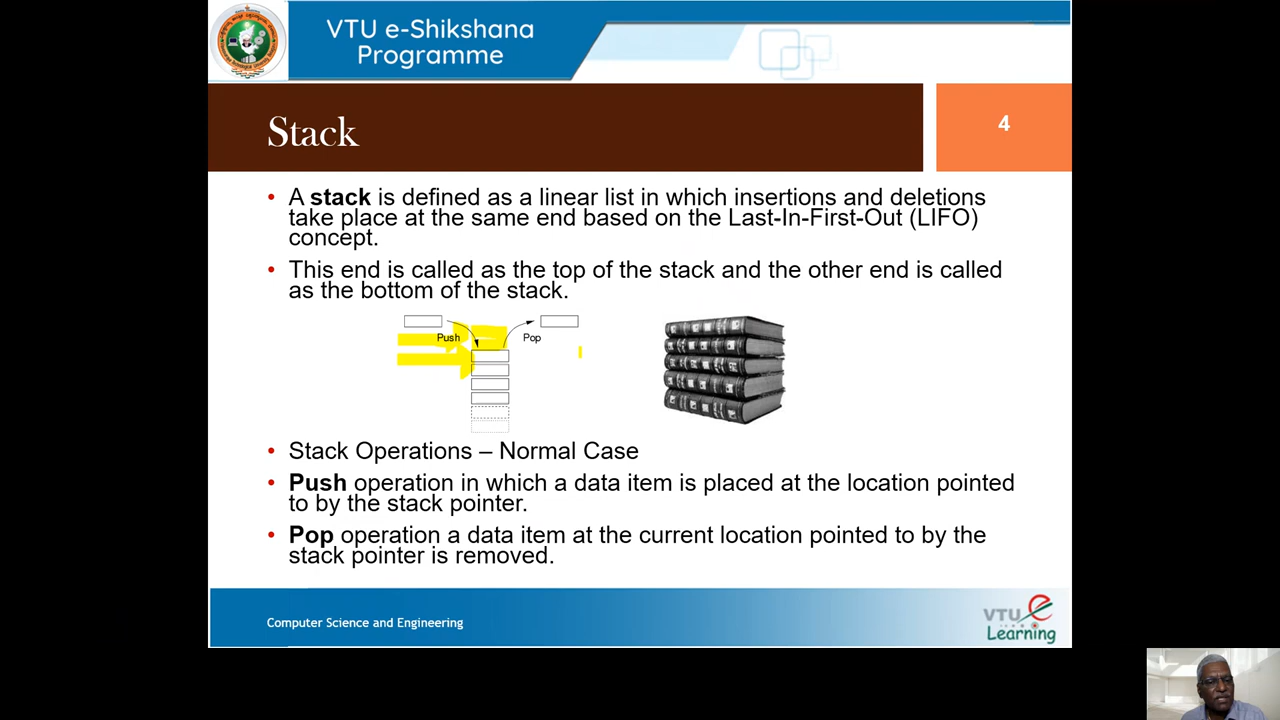 VTU e-Shikshana
Programme
Stack
4
• A stack is defined as a linear list in which insertions and deletions
take place at the same end based on the Last-In-First-Out (LIFO)
concept.
• This end is called as the top of the stack and the other end is called
as the bottom of the stack.
Push
Pop
• Stack Operations – Normal Case
• Push operation in which a data item is placed at the location pointed
to by the stack pointer.
• Pop operation a data item at the current location pointed to by the
stack pointer is removed.
Computer Science and Engineering
VTU e
Learning